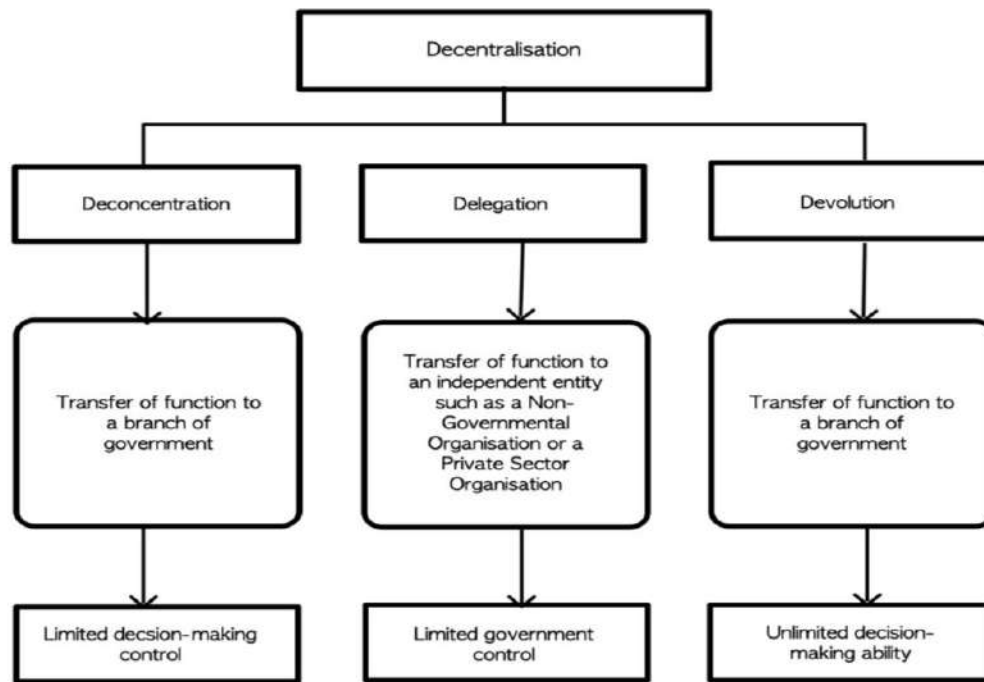 Decentralisation
Deconcentration
Delegation
Devolution
Transfer of function to
a branch of
government
Transfer of function to
an independent entity
such as a Non-
Governmental
Organisation or a
Private Sector
Organisation
Transfer of function to
a branch of
government
Limited decsion-making
control
Limited government
control
Unlimited decision-
making ability